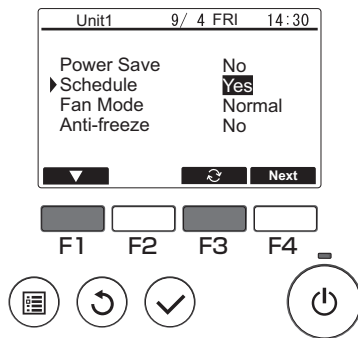 Unit1 9/ 4 FRI 14:30
Power Save No
Schedule Yes
Fan Mode Normal
Anti-freeze No
Next
F1 F2 F3 F4